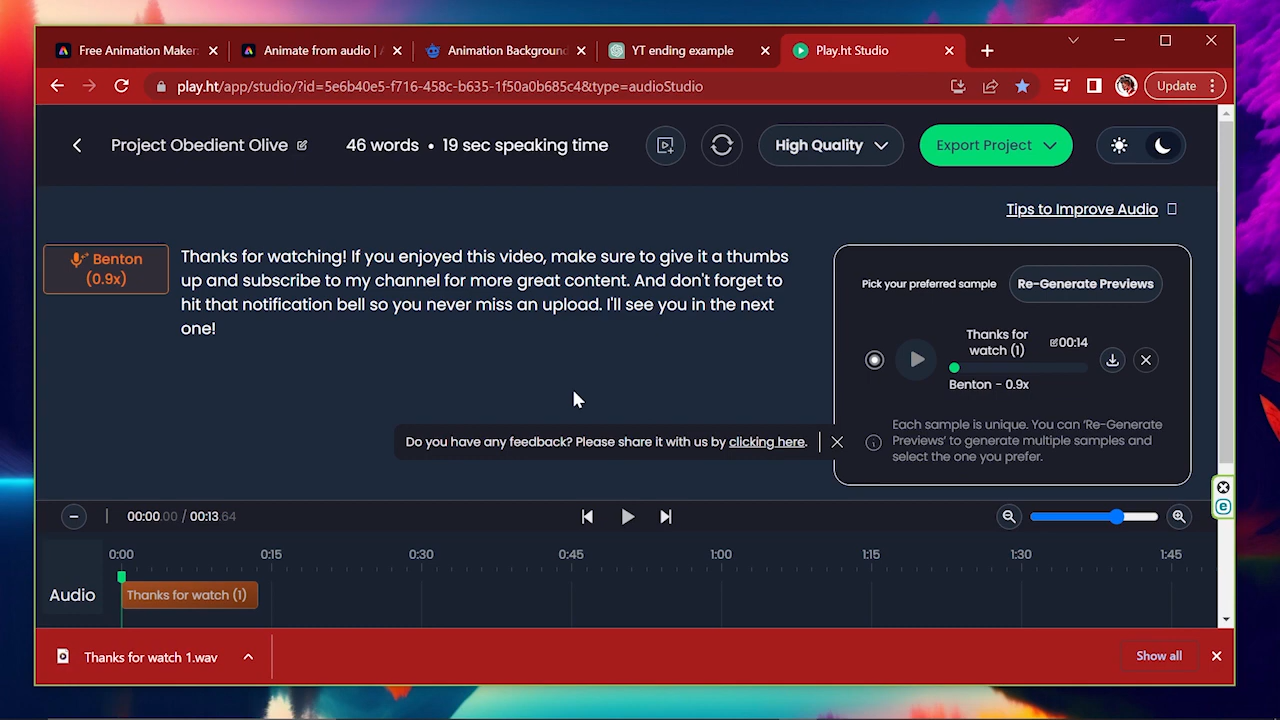 Free Animation Maker:
Animate from audio | A
Animation Background
YT ending example
Play.ht Studio
play.ht/app/studio/?id=5e6b40e5-f716-458c-b635-1f50a0b685c4&type=audioStudio
Update
Project Obedient Olive
46 words • 19 sec speaking time
High Quality
Export Project
Tips to Improve Audio
Benton
(0.9x)
Thanks for watching! If you enjoyed this video, make sure to give it a thumbs
up and subscribe to my channel for more great content. And don't forget to
hit that notification bell so you never miss an upload. I'll see you in the next
one!
Pick your preferred sample
Re-Generate Previews
Thanks for
watch (1)
00:14
Benton - 0.9x
Each sample is unique. You can 'Re-Generate
Previews' to generate multiple samples and
select the one you prefer.
Do you have any feedback? Please share it with us by clicking here.
00:00.00 / 00:13.64
0:00
0:15
0:30
0:45
1:00
1:15
1:30
1:45
Audio
Thanks for watch (1)
Thanks for watch 1.wav
Show all